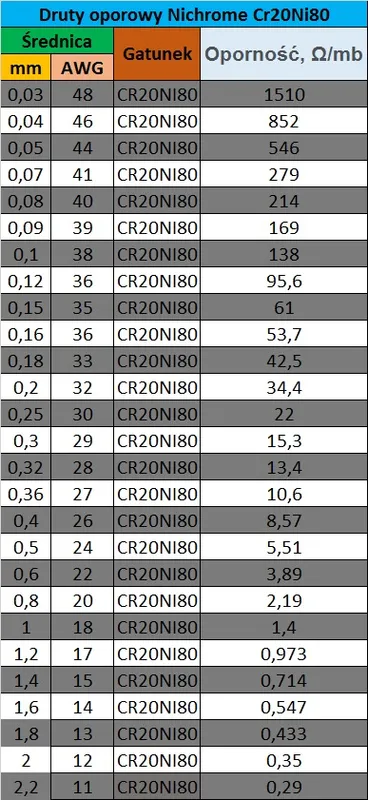 Druty oporowy Nichrome Cr20Ni80
Średnica Gatunek Oporność, Ω/mb
mm AWG
0,03 48 CR20NI80 1510
0,04 46 CR20NI80 852
0,05 44 CR20NI80 546
0,07 41 CR20NI80 279
0,08 40 CR20NI80 214
0,09 39 CR20NI80 169
0,1 38 CR20NI80 138
0,12 36 CR20NI80 95,6
0,15 35 CR20NI80 61
0,16 36 CR20NI80 53,7
0,18 33 CR20NI80 42,5
0,2 32 CR20NI80 34,4
0,25 30 CR20NI80 22
0,3 29 CR20NI80 15,3
0,32 28 CR20NI80 13,4
0,36 27 CR20NI80 10,6
0,4 26 CR20NI80 8,57
0,5 24 CR20NI80 5,51
0,6 22 CR20NI80 3,89
0,8 20 CR20NI80 2,19
1 18 CR20NI80 1,4
1,2 17 CR20NI80 0,973
1,4 15 CR20NI80 0,714
1,6 14 CR20NI80 0,547
1,8 13 CR20NI80 0,433
2 12 CR20NI80 0,35
2,2 11 CR20NI80 0,29